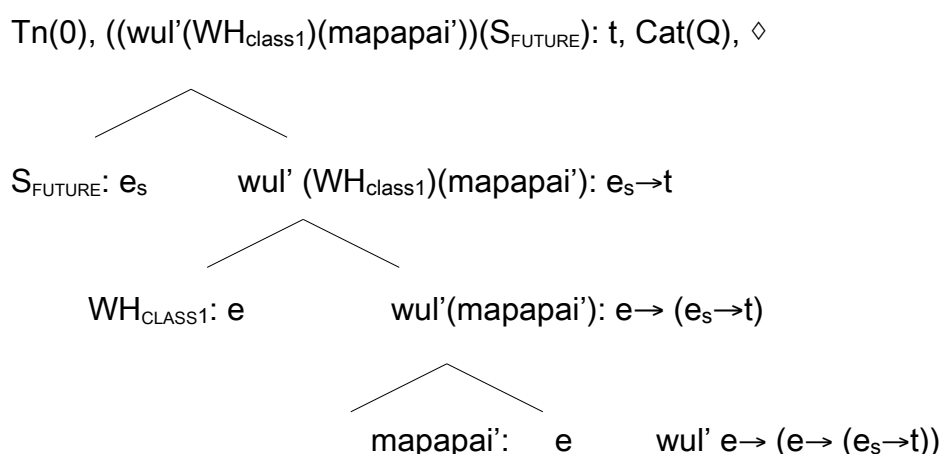 Tn(0), ((wul'(WHclass1)(mapapai'))(SFUTURE): t, Cat(Q), ◊
SFUTURE: es wul' (WHclass1)(mapapai'): es→t
WHCLASS1: e wul'(mapapai'): e→ (es→t)
mapapai': e wul' e→ (e→ (es→t))